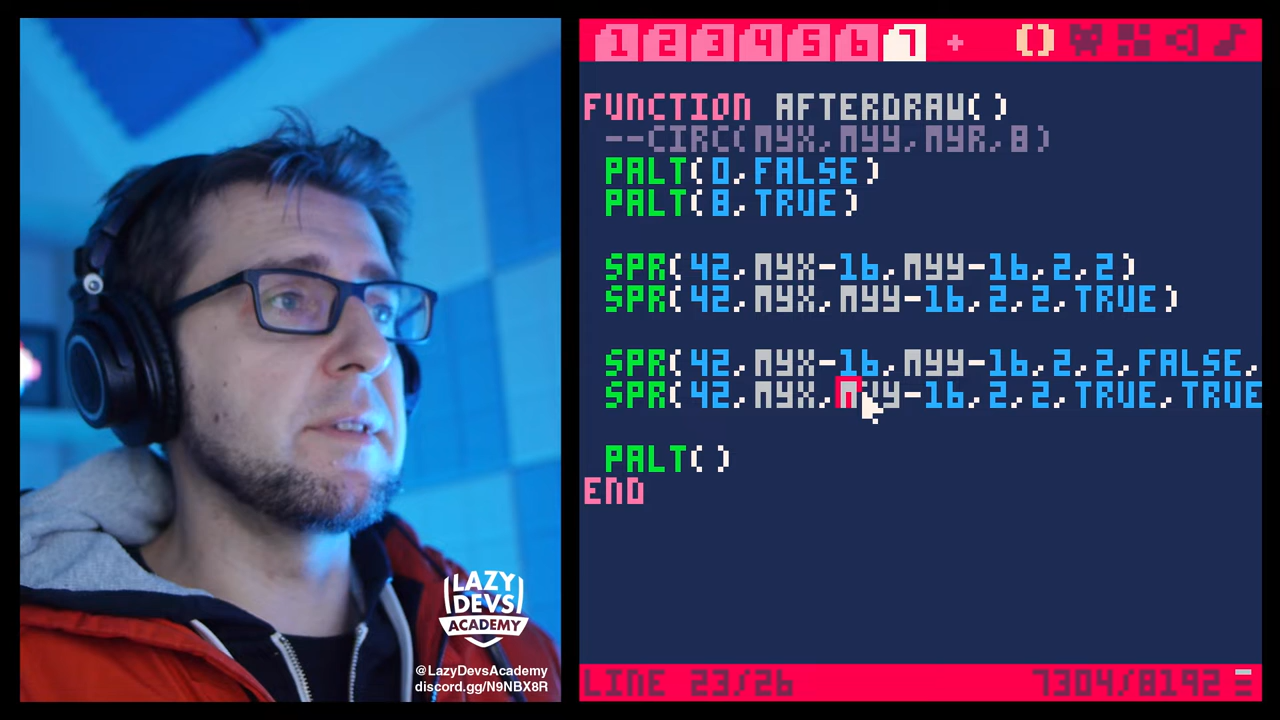 LAZY
DEVS
ACADEMY
@LazyDevsAcademy
discord.gg/N9NBX8R
1 2 3 4 5 6 7 + ()
FUNCTION AFTERDRAW()
--CIRC(MYX,MYY,MYR,8)
PALT(0,FALSE)
PALT(8,TRUE)
SPR(42,MYX-16,MYY-16,2,2)
SPR(42,MYX,MYY-16,2,2,TRUE)
SPR(42,MYX-16,MYY-16,2,2,FALSE,
SPR(42,MYX,MYY-16,2,2,TRUE,TRUE
PALT()
END
LINE 23/26 7304/8192